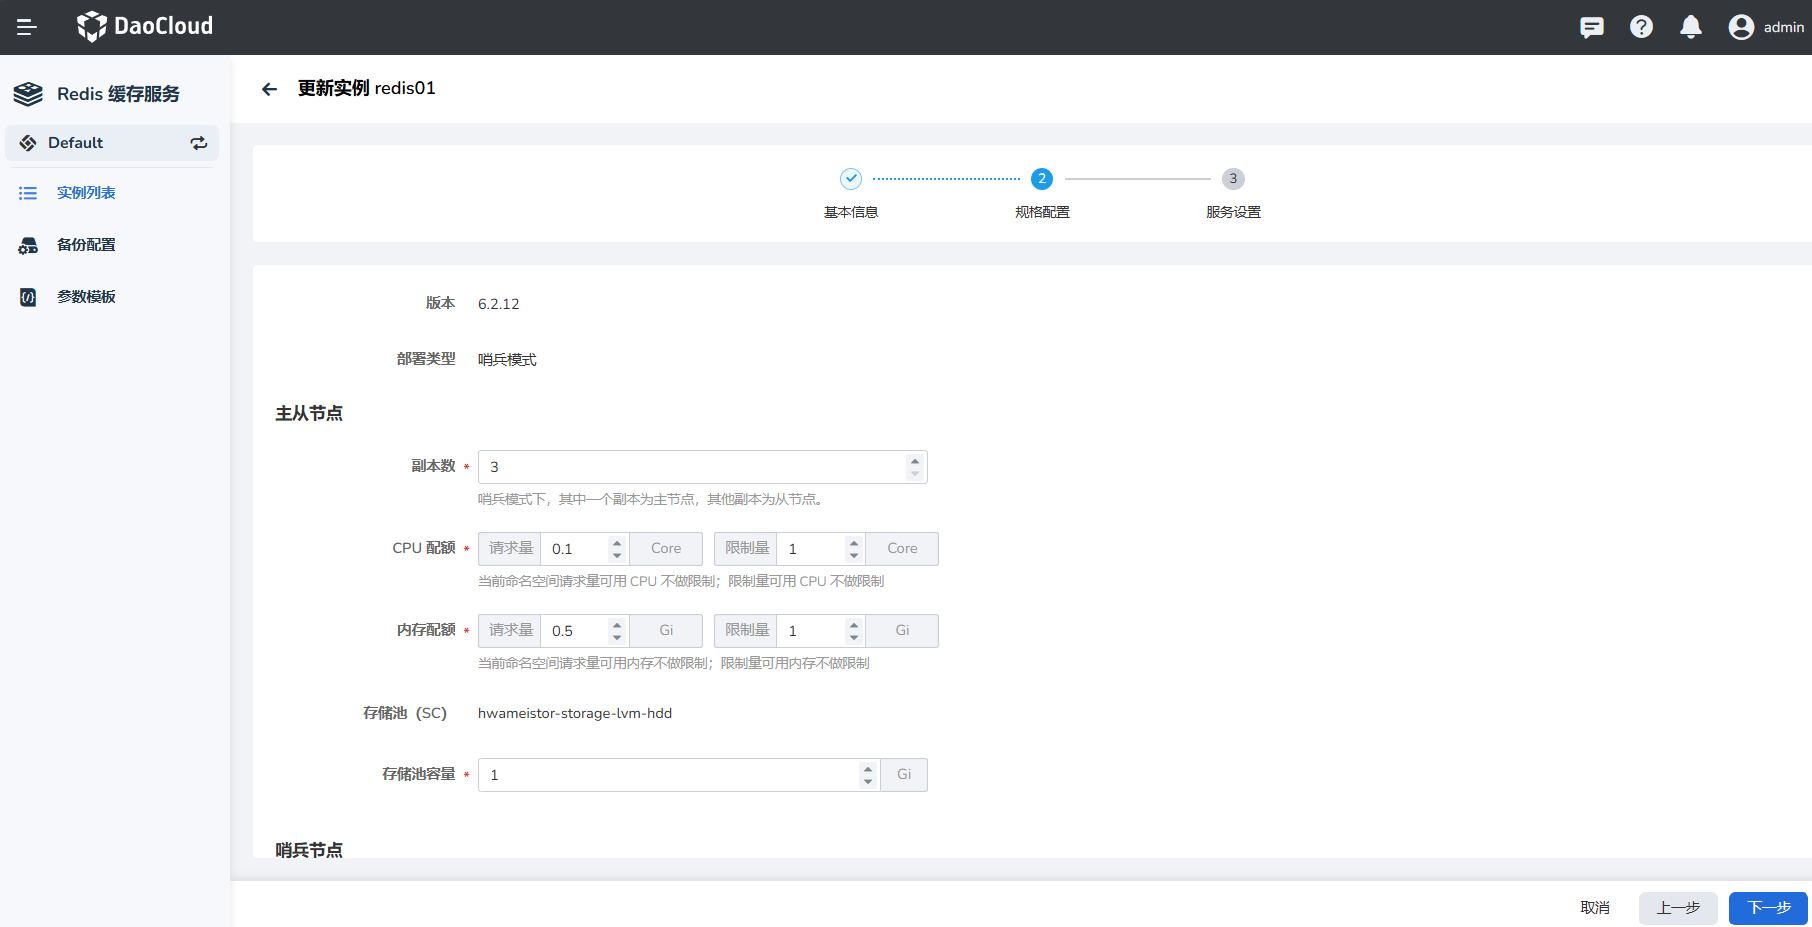 DaoCloud
admin
Redis 缓存服务
Default
实例列表
备份配置
参数模板
更新实例 redis01
2
3
基本信息
规格配置
服务设置
版本 6.2.12
部署类型 哨兵模式
主从节点
副本数 * 3
哨兵模式下，其中一个副本为主节点，其他副本为从节点。
CPU 配额 * 请求量 0.1 Core 限制量 1 Core
当前命名空间请求量可用 CPU 不做限制；限制量可用 CPU 不做限制
内存配额 * 请求量 0.5 Gi 限制量 1 Gi
当前命名空间请求量可用内存不做限制；限制量可用内存不做限制
存储池（SC） hwameistor-storage-lvm-hdd
存储池容量 * 1 Gi
哨兵节点
取消 上一步 下一步